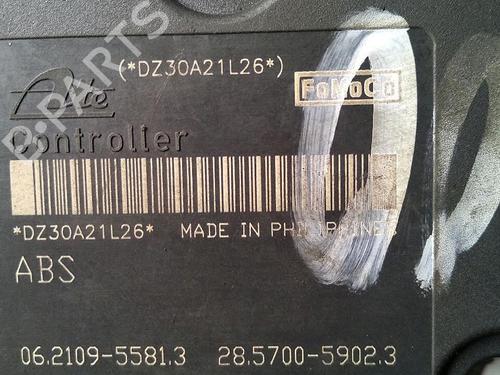 (*DZ30A21L26*)
Ate
FoMoCo
Controller
*DZ30A21L26* MADE IN PHILIPPINES
ABS
06.2109-5581.3 28.5700-5902.3
B-PARTS